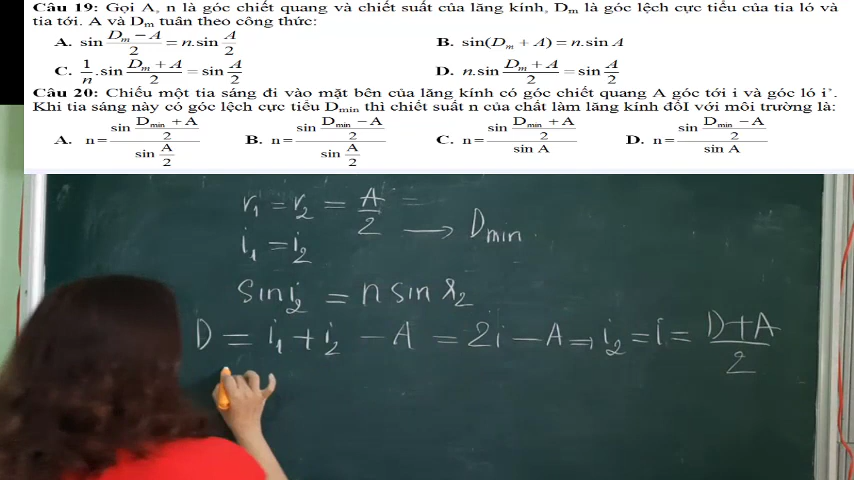 Câu 19: Gọi A, n là góc chiết quang và chiết suất của lăng kính, Dm là góc lệch cực tiểu của tia ló và
tia tới. A và Dm tuân theo công thức:
A. sin (Dm − A)/2 = n.sin A/2
B. sin(Dm + A) = n.sin A
C. 1/n .sin (Dm + A)/2 = sin A/2
D. n.sin (Dm + A)/2 = sin A/2
Câu 20: Chiếu một tia sáng đi vào mặt bên của lăng kính có góc chiết quang A góc tới i và góc ló i'.
Khi tia sáng này có góc lệch cực tiểu Dmin thì chiết suất n của chất làm lăng kính đốI với môi trường là:
A. n = (sin (Dmin + A)/2)/(sin A/2)
B. n = (sin (Dmin − A)/2)/(sin A/2)
C. n = (sin (Dmin + A)/2)/(sin A)
D. n = (sin (Dmin − A)/2)/(sin A)
r1 = r2 = A/2 =
i1 = i2 → Dmin
sin i2 = n sin r2
D = i1 + i2 − A = 2i − A ⇒ i2 = i = (D + A)/2